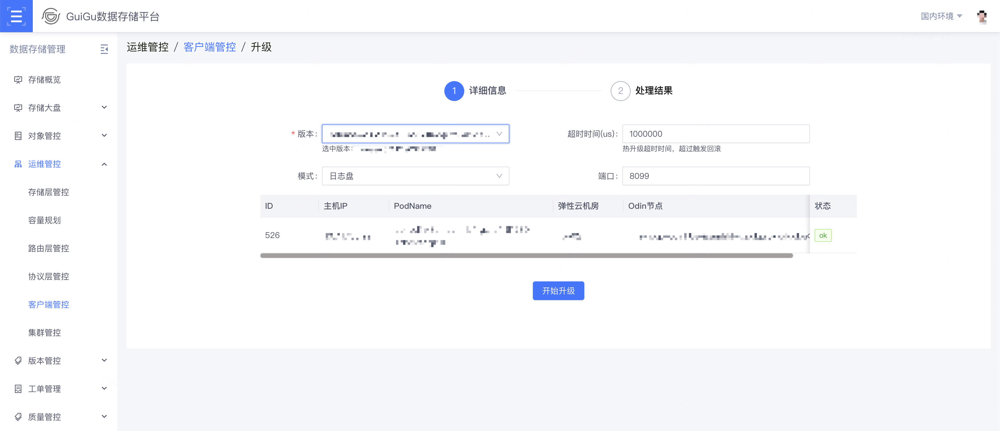 GuiGu数据存储平台
国内环境
数据存储管理
存储概览
存储大盘
对象管控
运维管控
存储层管控
容量规划
路由层管控
协议层管控
客户端管控
集群管控
版本管控
工单管理
质量管控
运维管控 / 客户端管控 / 升级
1 详细信息
2 处理结果
* 版本:
选中版本:
超时时间(us): 1000000
热升级超时时间，超过触发回滚
模式: 日志盘
端口: 8099
ID 主机IP PodName 弹性云机房 Odin节点 状态
526 ok
开始升级